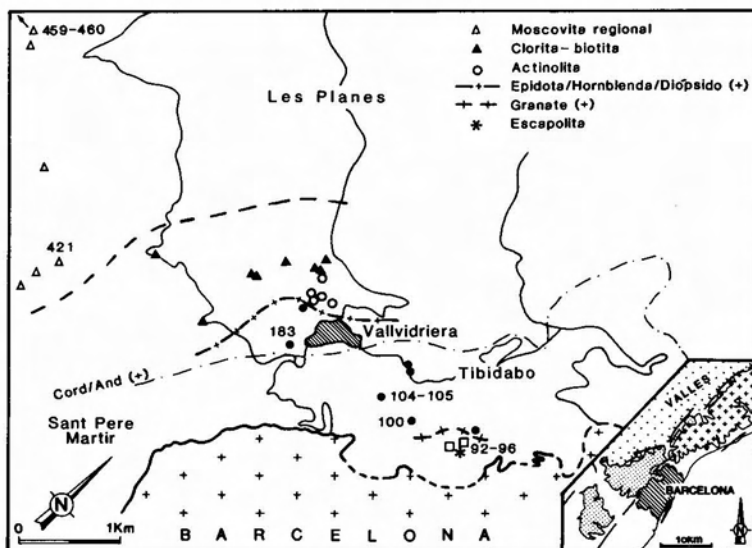 459-460
Moscovita regional
Clorita-biotita
Actinolita
Epidota/Hornblenda/Diopsido (+)
Granate (+)
Escapolita
Les Planes
421
183
Vallvidriera
Cord/And (+)
Tibidabo
104-105
100
92-96
Sant Pere
Martir
N
0 1Km
BARCELONA
VALLES
BARCELONA
N
10KM